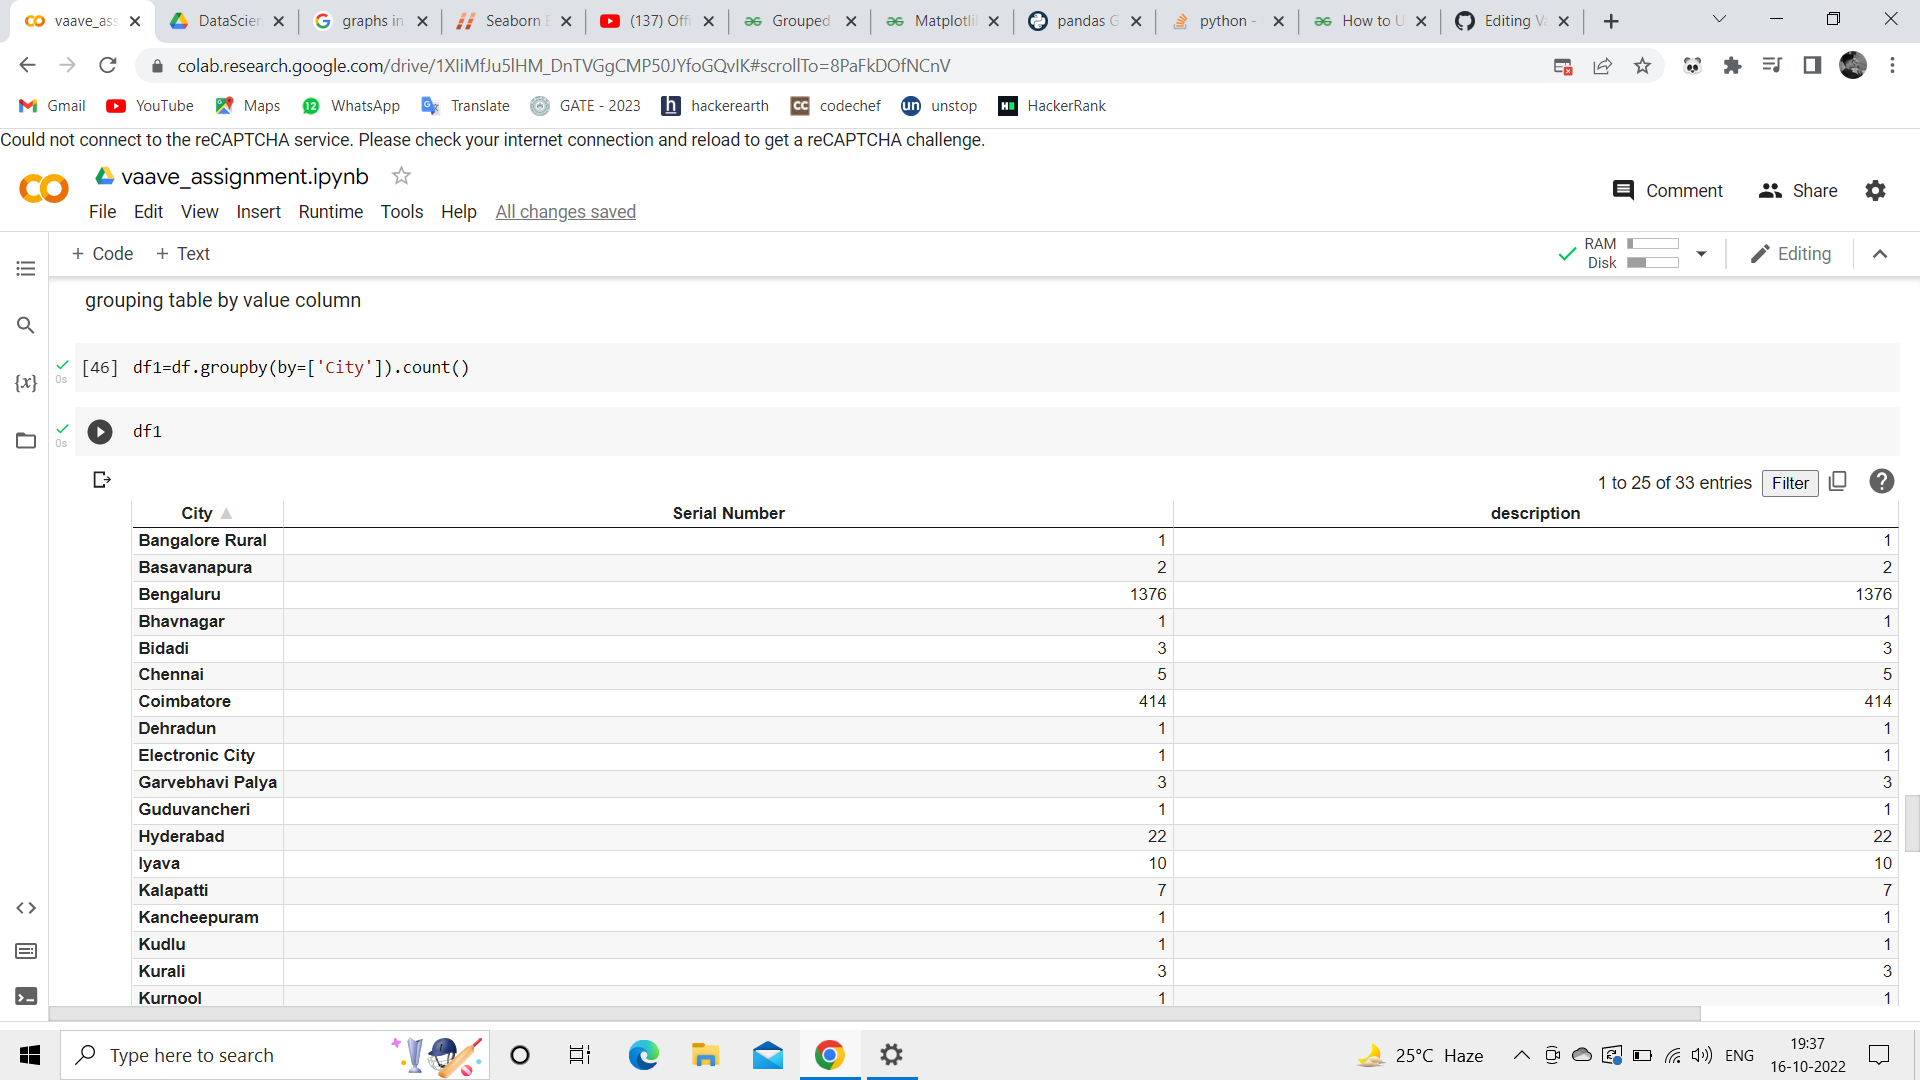 vaave_ass
DataScien
graphs in
Seaborn B
(137) Offi
Grouped
Matplotli
pandas G
python -
How to U
Editing Va
colab.research.google.com/drive/1XIiMfJu5lHM_DnTVGgCMP50JYfoGQvIK#scrollTo=8PaFkDOfNCnV
Gmail YouTube Maps WhatsApp Translate GATE - 2023 hackerearth codechef unstop HackerRank
Could not connect to the reCAPTCHA service. Please check your internet connection and reload to get a reCAPTCHA challenge.
vaave_assignment.ipynb
File Edit View Insert Runtime Tools Help All changes saved
Comment Share
+ Code + Text
RAM
Disk
Editing
grouping table by value column
[46] df1=df.groupby(by=['City']).count()
0s
df1
0s
1 to 25 of 33 entries Filter
City Serial Number description
Bangalore Rural 1 1
Basavanapura 2 2
Bengaluru 1376 1376
Bhavnagar 1 1
Bidadi 3 3
Chennai 5 5
Coimbatore 414 414
Dehradun 1 1
Electronic City 1 1
Garvebhavi Palya 3 3
Guduvancheri 1 1
Hyderabad 22 22
Iyava 10 10
Kalapatti 7 7
Kancheepuram 1 1
Kudlu 1 1
Kurali 3 3
Kurnool 1 1
Type here to search
25°C Haze
ENG
19:37
16-10-2022